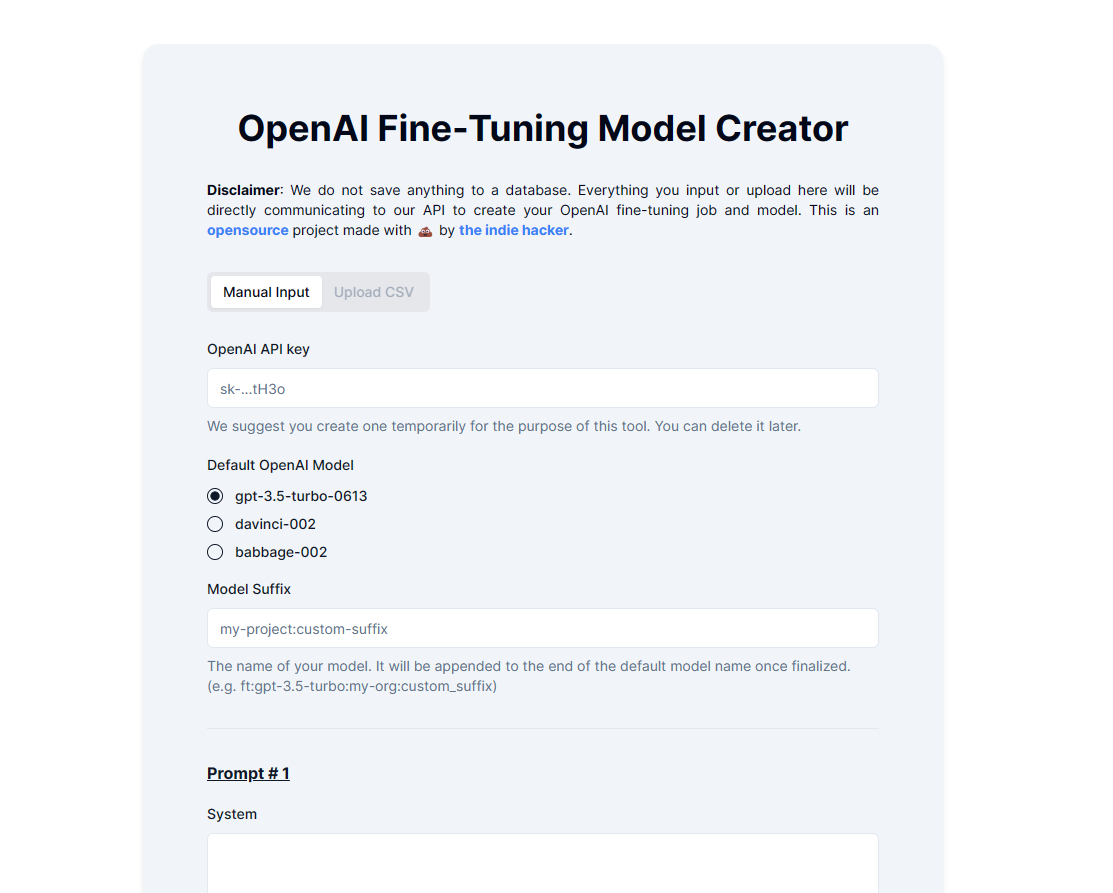 OpenAI Fine-Tuning Model Creator
Disclaimer: We do not save anything to a database. Everything you input or upload here will be
directly communicating to our API to create your OpenAI fine-tuning job and model. This is an
opensource project made with 💩 by the indie hacker.
Manual Input Upload CSV
OpenAI API key
sk-...tH3o
We suggest you create one temporarily for the purpose of this tool. You can delete it later.
Default OpenAI Model
gpt-3.5-turbo-0613
davinci-002
babbage-002
Model Suffix
my-project:custom-suffix
The name of your model. It will be appended to the end of the default model name once finalized.
(e.g. ft:gpt-3.5-turbo:my-org:custom_suffix)
Prompt # 1
System